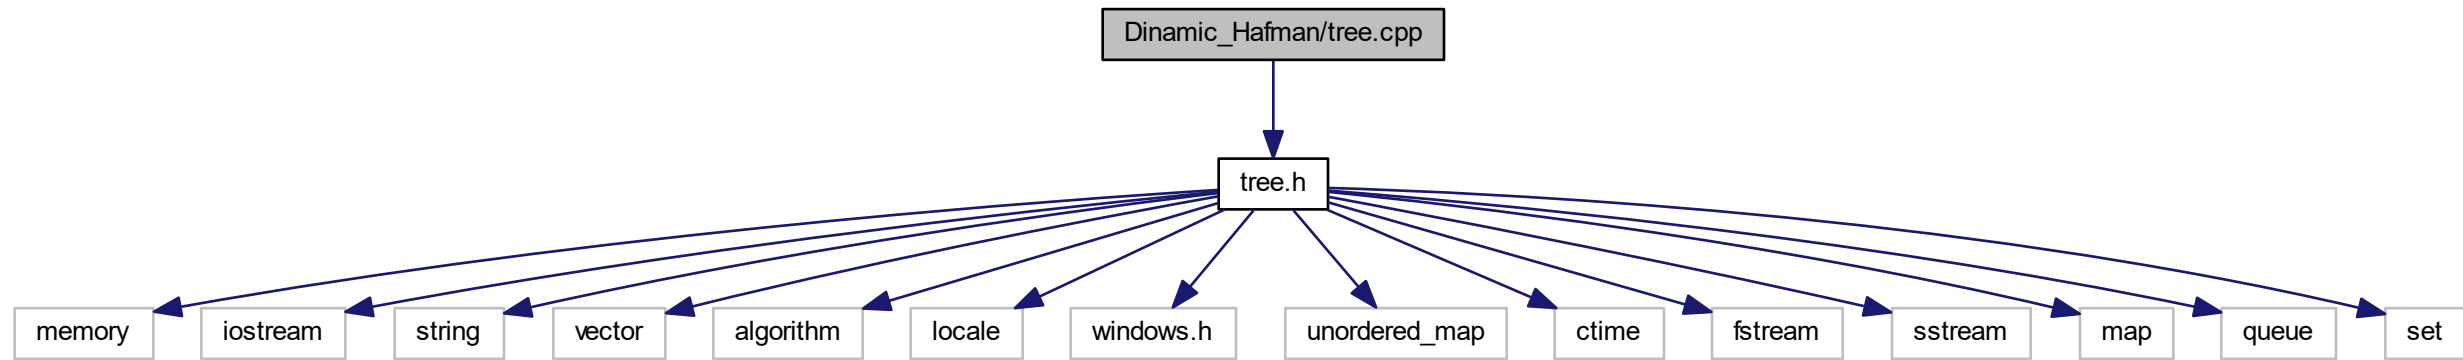 Dinamic_Hafman/tree.cpp
tree.h
memory
iostream
string
vector
algorithm
locale
windows.h
unordered_map
ctime
fstream
sstream
map
queue
set